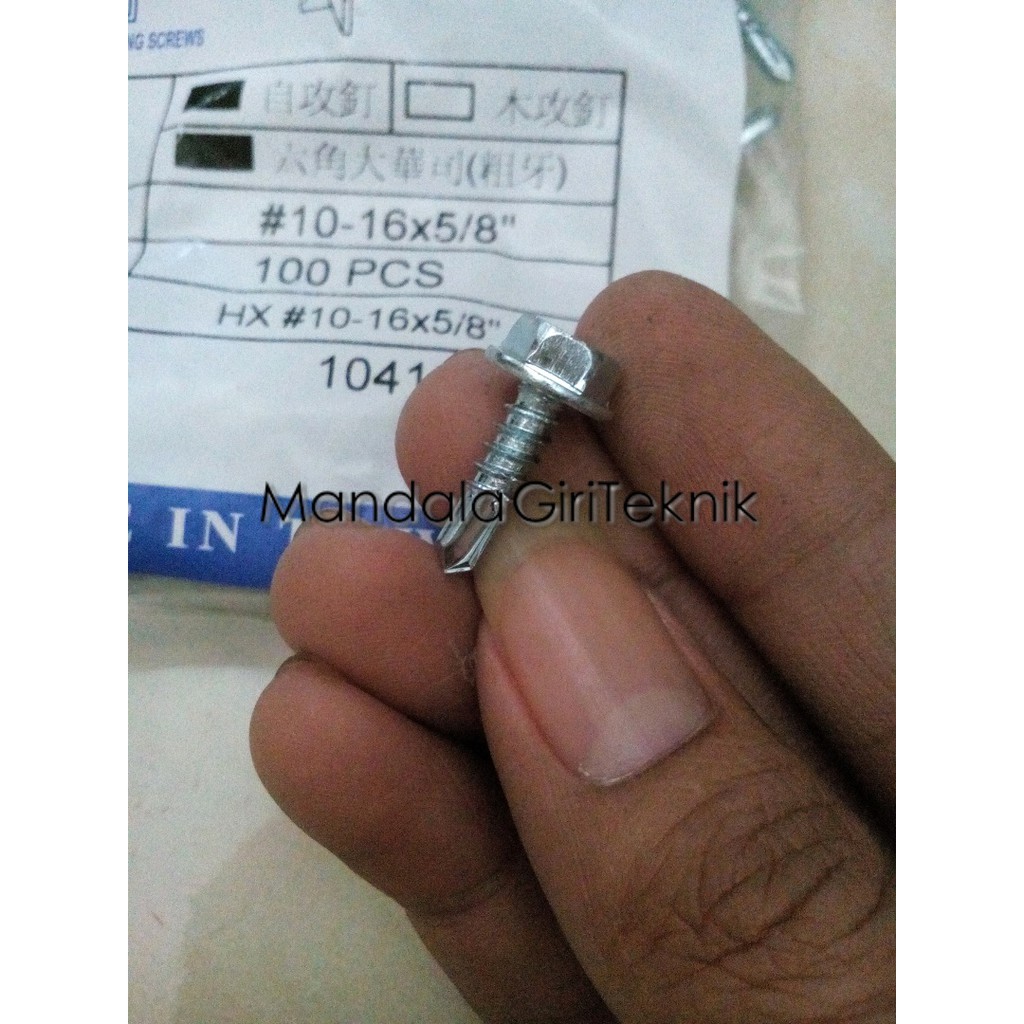 NG SCREWS
自攻釘 木攻釘
六角大華司(粗牙)
#10-16x5/8"
100 PCS
HX #10-16x5/8"
1041
MandalaGiriTeknik
E IN T